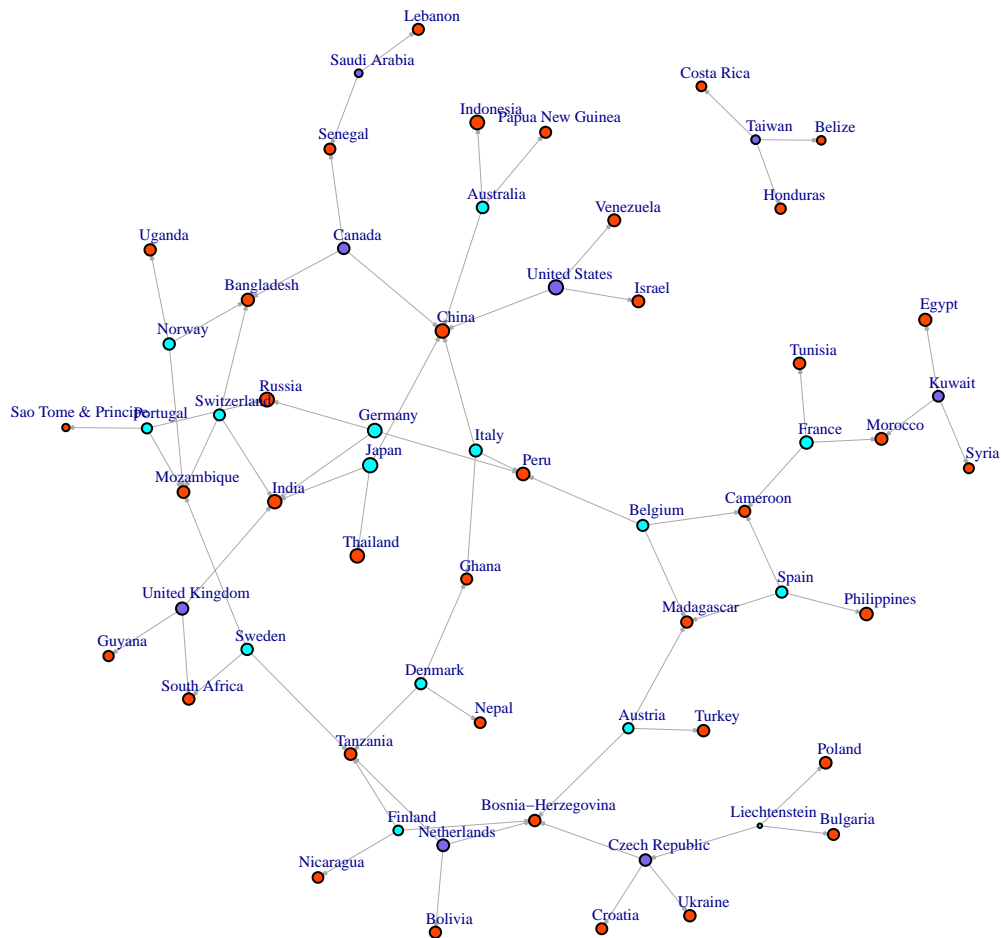 Lebanon
Saudi Arabia
Costa Rica
Indonesia
Papua New Guinea
Senegal
Taiwan
Belize
Australia
Honduras
Venezuela
Uganda
Canada
United States
Bangladesh
Israel
China
Egypt
Norway
Tunisia
Russia
Kuwait
Switzerland
Sao Tome & Principe
Portugal
Germany
Italy
France
Morocco
Japan
Peru
Syria
Mozambique
India
Cameroon
Belgium
Thailand
Ghana
Spain
United Kingdom
Madagascar
Philippines
Guyana
Sweden
South Africa
Denmark
Nepal
Austria
Turkey
Tanzania
Poland
Bosnia−Herzegovina
Liechtenstein
Finland
Netherlands
Bulgaria
Czech Republic
Nicaragua
Bolivia
Croatia
Ukraine